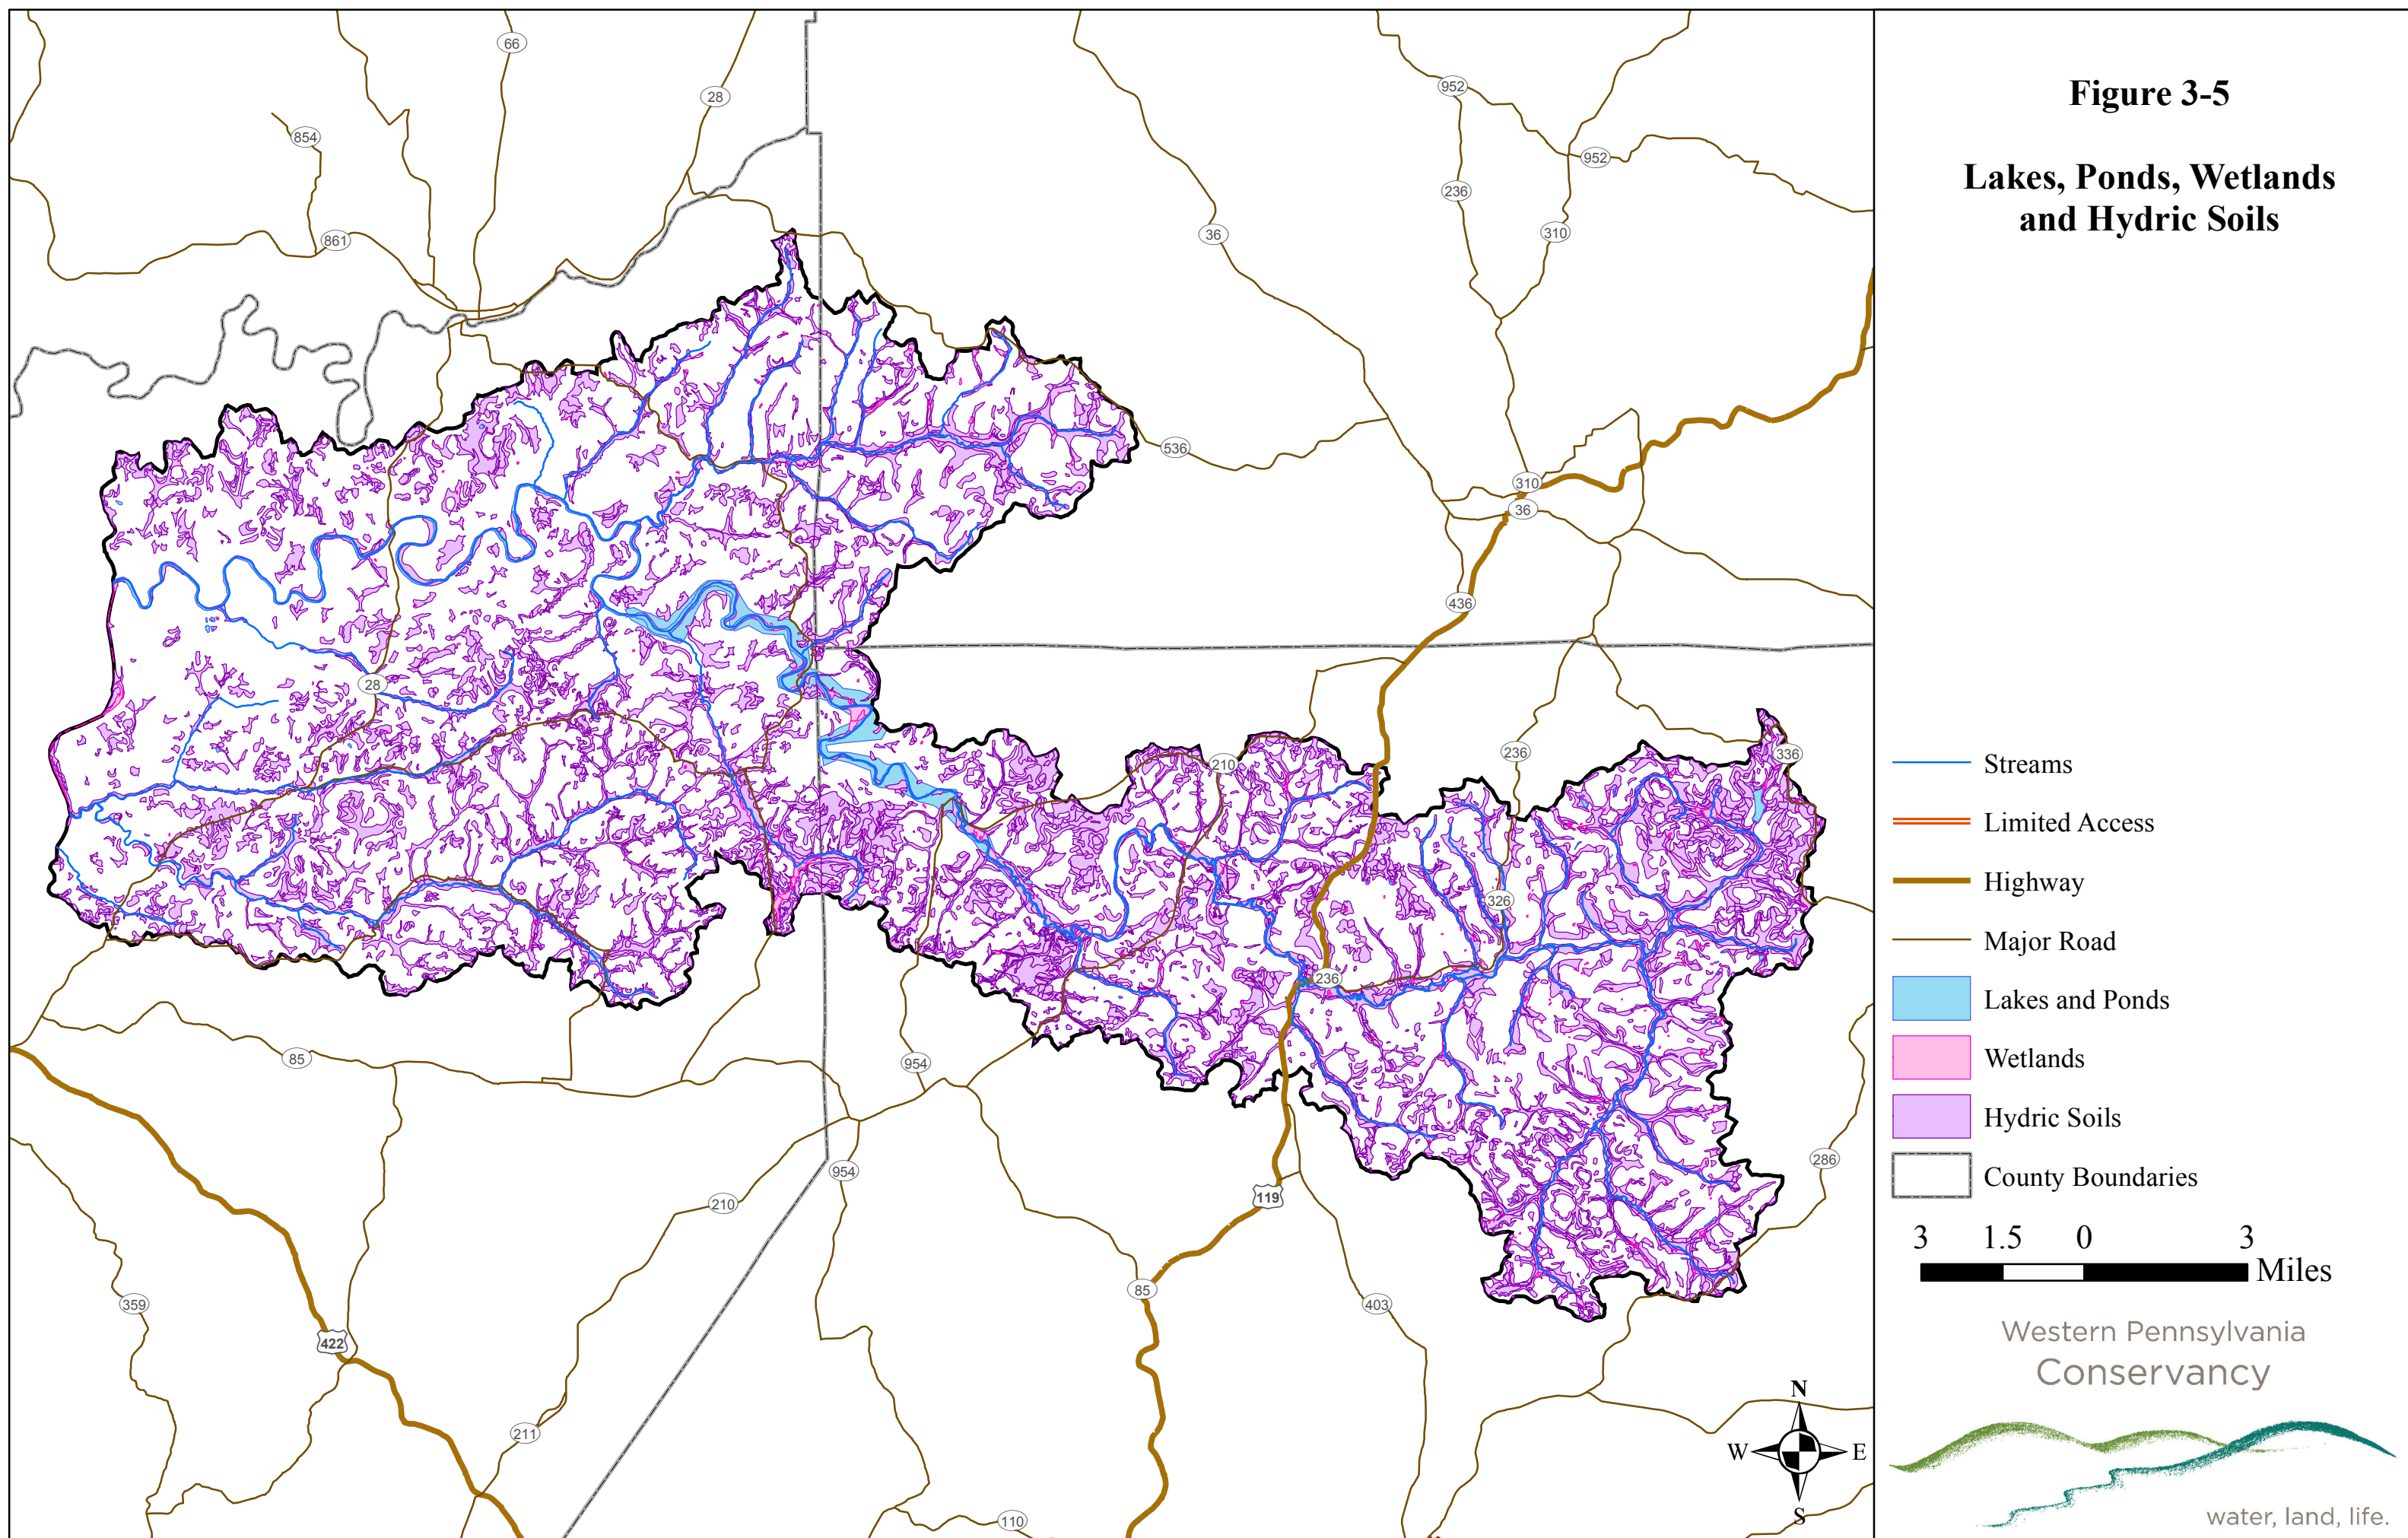 Figure 3-5
Lakes, Ponds, Wetlands
and Hydric Soils
66
28
952
854
952
236
310
36
861
536
310
36
436
28
236
336
210
326
236
85
954
954
286
119
210
85
359
403
422
211
110
Streams
Limited Access
Highway
Major Road
Lakes and Ponds
Wetlands
Hydric Soils
County Boundaries
3 1.5 0 3
Miles
Western Pennsylvania
Conservancy
water, land, life.
N
W E
S